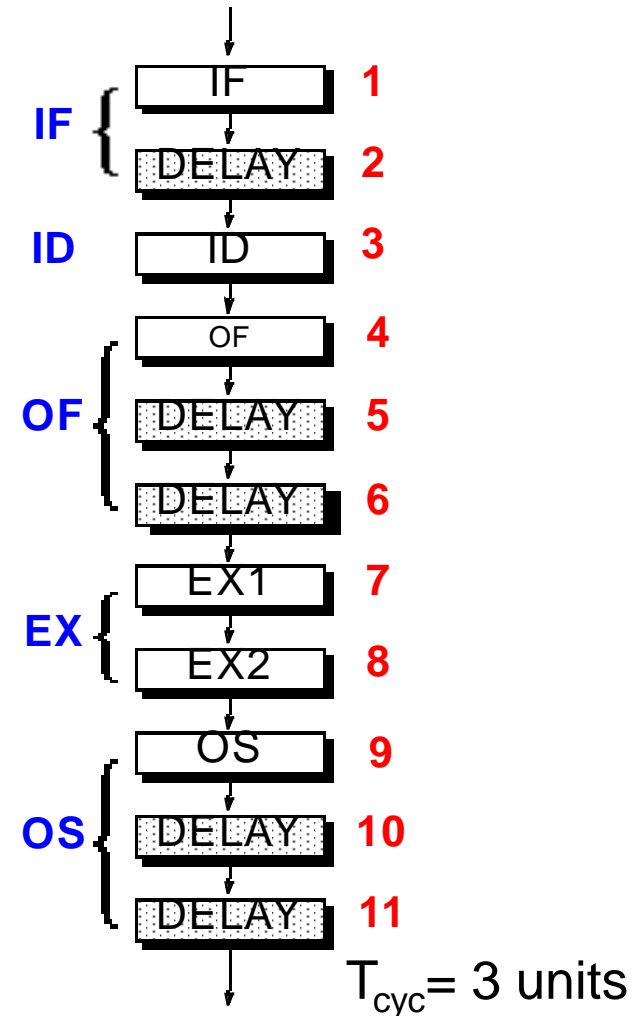 IF 1
IF
DELAY 2
ID ID 3
OF 4
OF DELAY 5
DELAY 6
EX1 7
EX
EX2 8
OS 9
OS DELAY 10
DELAY 11
Tcyc= 3 units